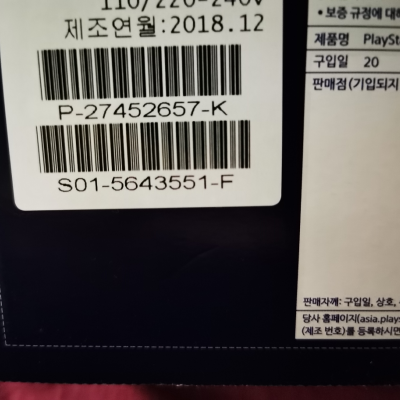 110/220-240V
제조연월:2018.12
P-27452657-K
S01-5643551-F
• 보증 규정에 대해
제품명 PlaySta
구입일 20
판매점(기입되지
판매자께: 구입일, 상호,
당사 홈페이지(asia.plays
(제조 번호)를 등록하시면